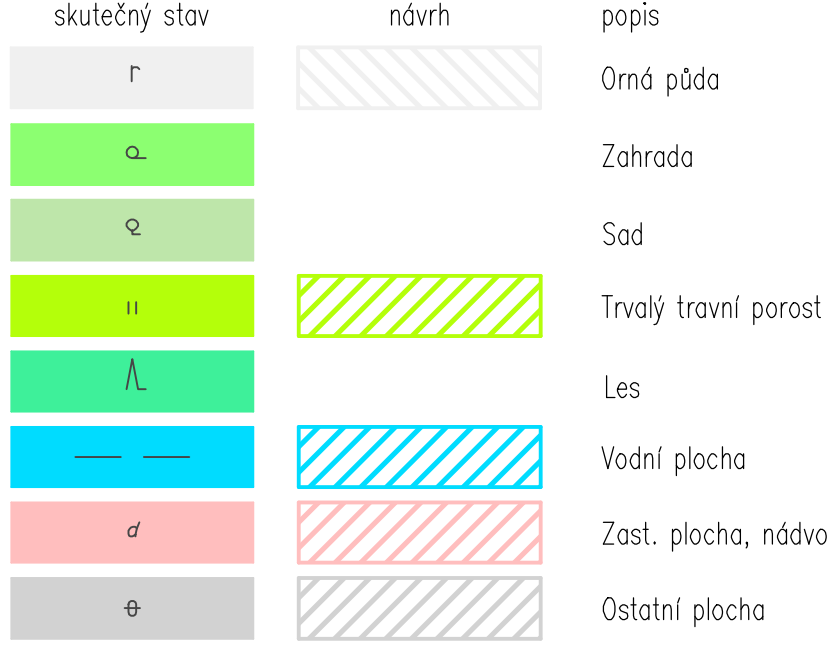 skutečný stav návrh popis
Orná půda
Zahrada
Sad
Trvalý travní porost
Les
Vodní plocha
Zast. plocha, nádvo
Ostatní plocha